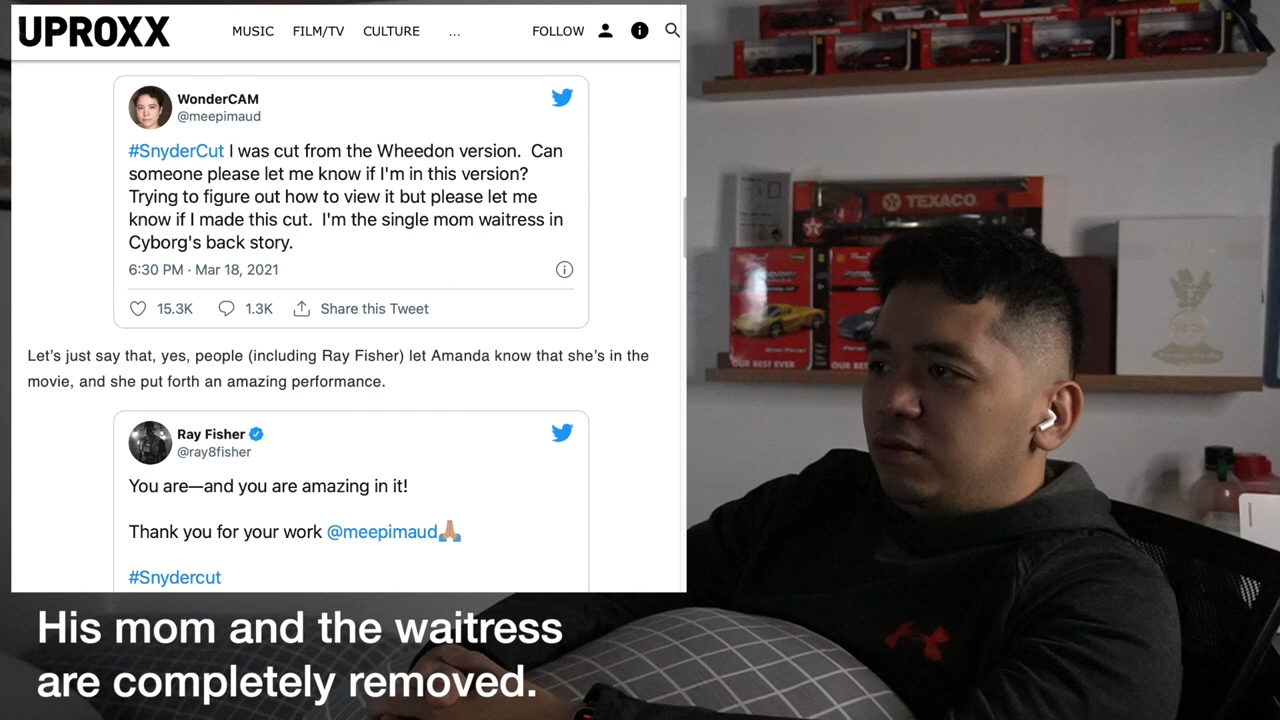 UPROXX
MUSIC FILM/TV CULTURE ... FOLLOW
WonderCAM
@meepimaud
#SnyderCut I was cut from the Wheedon version. Can
someone please let me know if I'm in this version?
Trying to figure out how to view it but please let me
know if I made this cut. I'm the single mom waitress in
Cyborg's back story.
6:30 PM · Mar 18, 2021
15.3K 1.3K Share this Tweet
Let's just say that, yes, people (including Ray Fisher) let Amanda know that she's in the
movie, and she put forth an amazing performance.
Ray Fisher
@ray8fisher
You are—and you are amazing in it!
Thank you for your work @meepimaud🙏🏽
#Snydercut
His mom and the waitress
are completely removed.
TEXACO
OUR BEST EVER
OUR BES